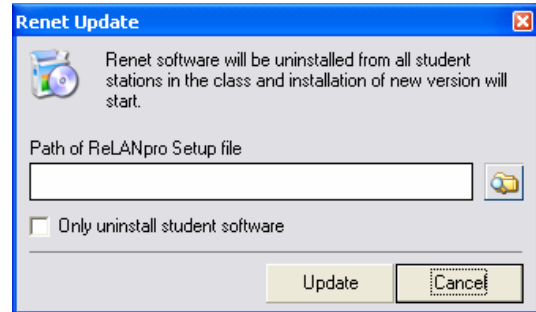 Renet Update
Renet software will be uninstalled from all student
stations in the class and installation of new version will
start.
Path of ReLANpro Setup file
Only uninstall student software
Update
Cancel